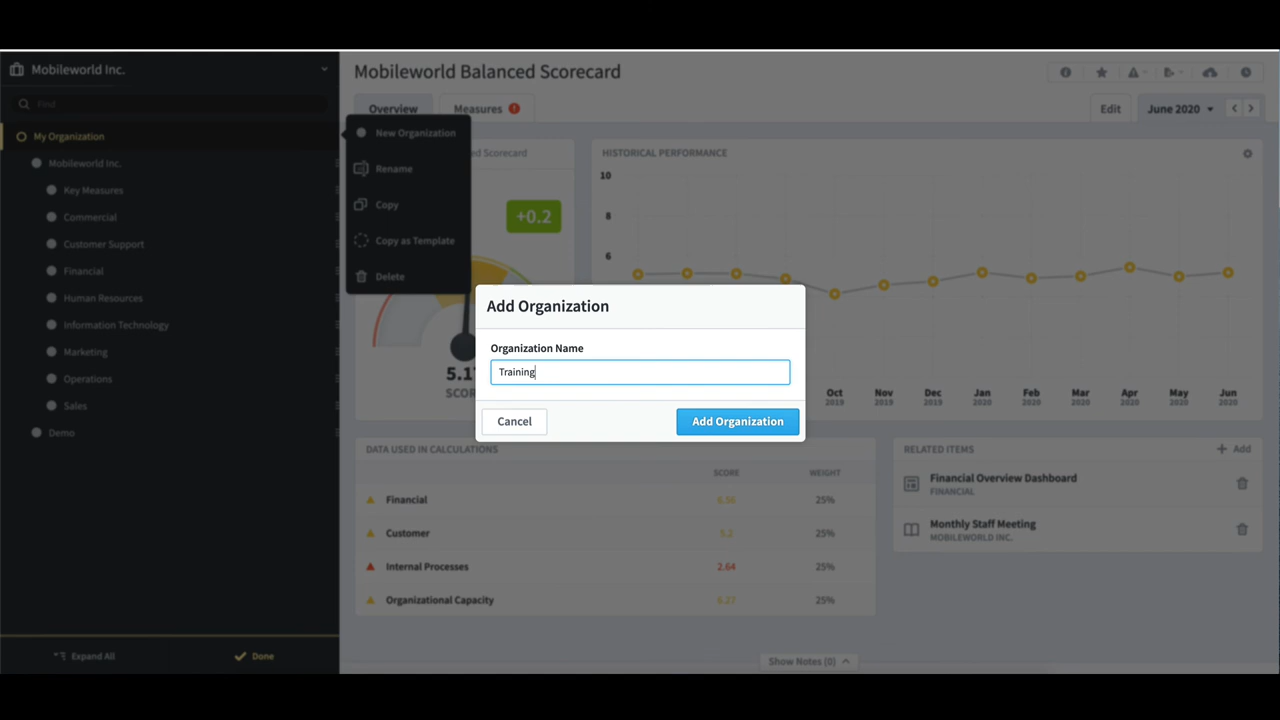 Mobileworld Inc.
Find
My Organization
Mobileworld Inc.
Key Measures
Commercial
Customer Support
Financial
Human Resources
Information Technology
Marketing
Operations
Sales
Demo
Expand All
Done
Mobileworld Balanced Scorecard
Overview
Measures
Edit
June 2020
New Organization
Rename
Copy
Copy as Template
Delete
ed Scorecard
+0.2
HISTORICAL PERFORMANCE
10
8
6
Oct 2019
Nov 2019
Dec 2019
Jan 2020
Feb 2020
Mar 2020
Apr 2020
May 2020
Jun 2020
Add Organization
Organization Name
Training
Cancel
Add Organization
DATA USED IN CALCULATIONS
SCORE WEIGHT
Financial 6.56 25%
Customer 5.2 25%
Internal Processes 2.64 25%
Organizational Capacity 6.27 25%
RELATED ITEMS
Add
Financial Overview Dashboard
FINANCIAL
Monthly Staff Meeting
MOBILEWORLD INC.
Show Notes (0)